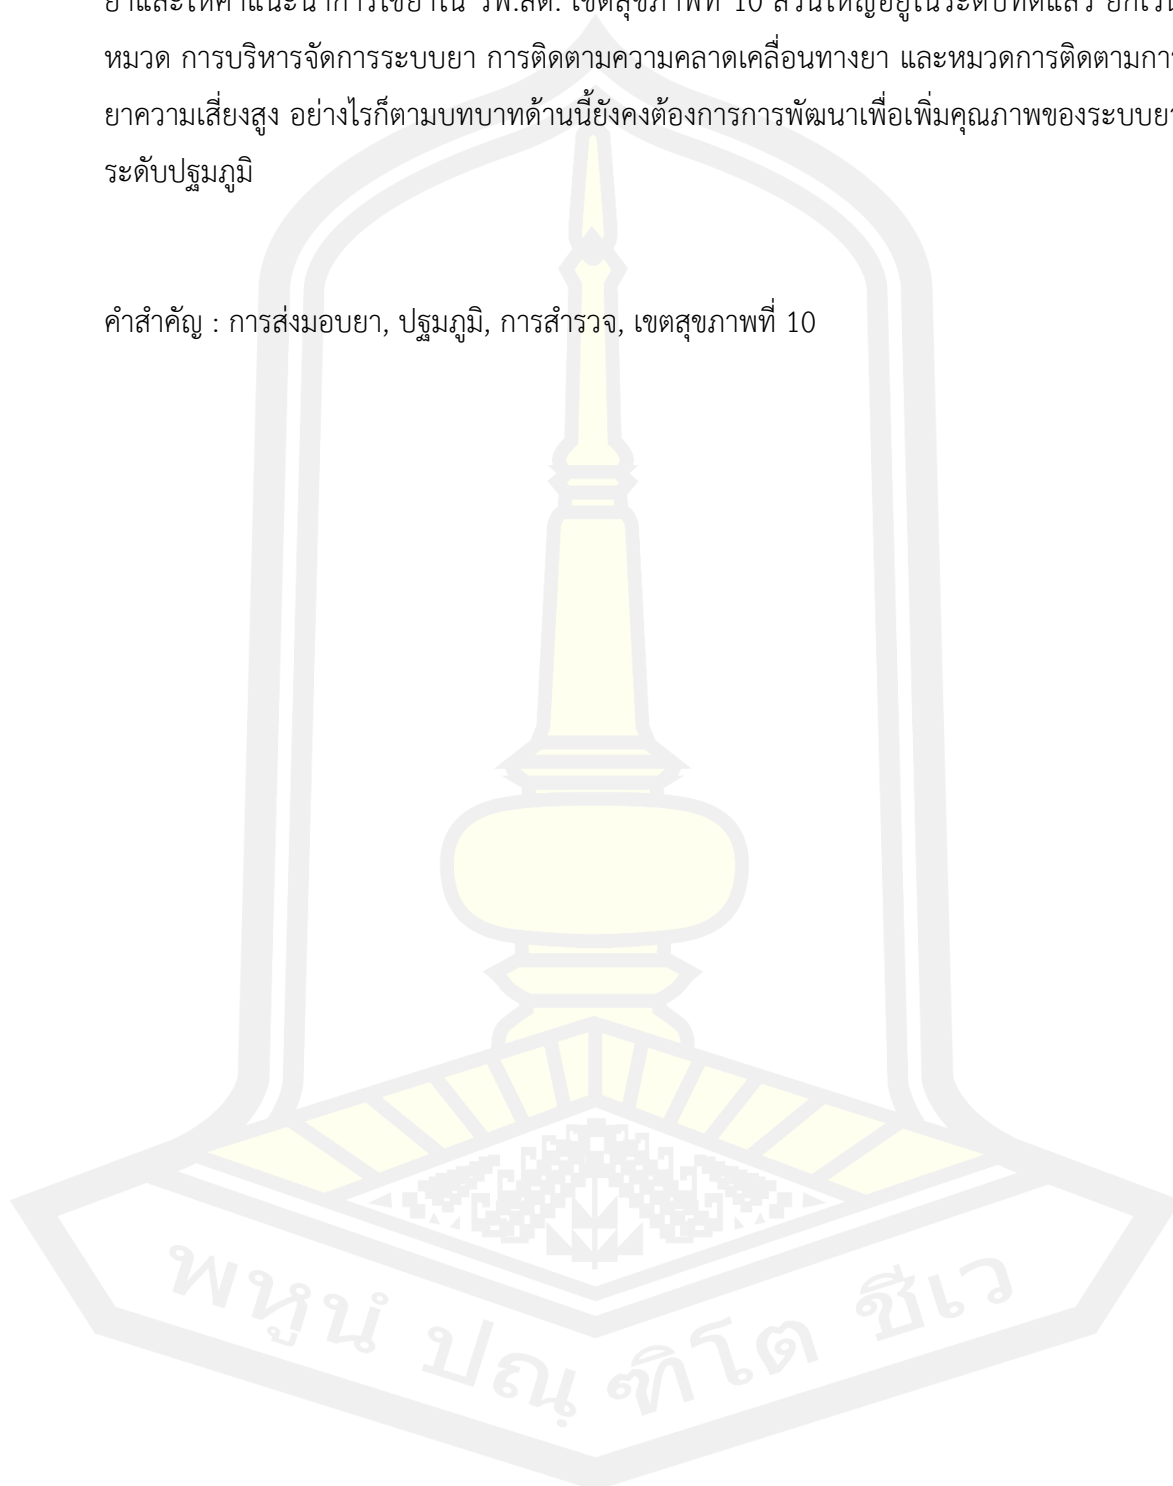 ยาและให้คำแนะนำการใช้ยาใน รพ.สต. เขตสุขภาพที่ 10 ส่วนใหญ่อยู่ในระดับที่ดีแล้ว ยกเว้น
หมวด การบริหารจัดการระบบยา การติดตามความคลาดเคลื่อนทางยา และหมวดการติดตามการ
ยาความเสี่ยงสูง อย่างไรก็ตามบทบาทด้านนี้ยังคงต้องการการพัฒนาเพื่อเพิ่มคุณภาพของระบบยา
ระดับปฐมภูมิ
คำสำคัญ : การส่งมอบยา, ปฐมภูมิ, การสำรวจ, เขตสุขภาพที่ 10
พหูนํ ปณฺฑิโต ชีเว